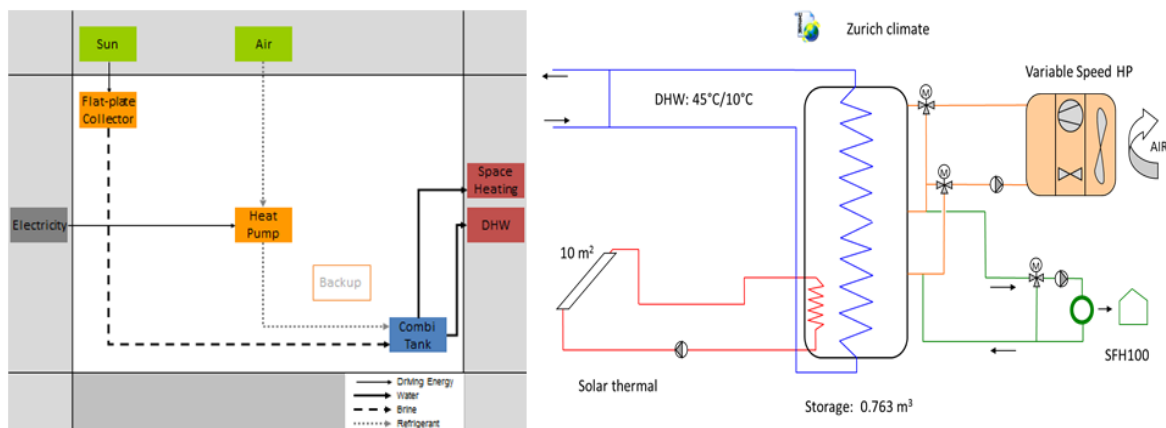 Sun
Air
Flat-plate
Collector
Space
Heating
Electricity
Heat
Pump
DHW
Backup
Combi
Tank
Driving Energy
Water
Brine
Refrigerant
Zurich climate
Variable Speed HP
DHW: 45°C/10°C
M
AIR
M
10 m²
M
SFH100
Solar thermal
Storage: 0.763 m³